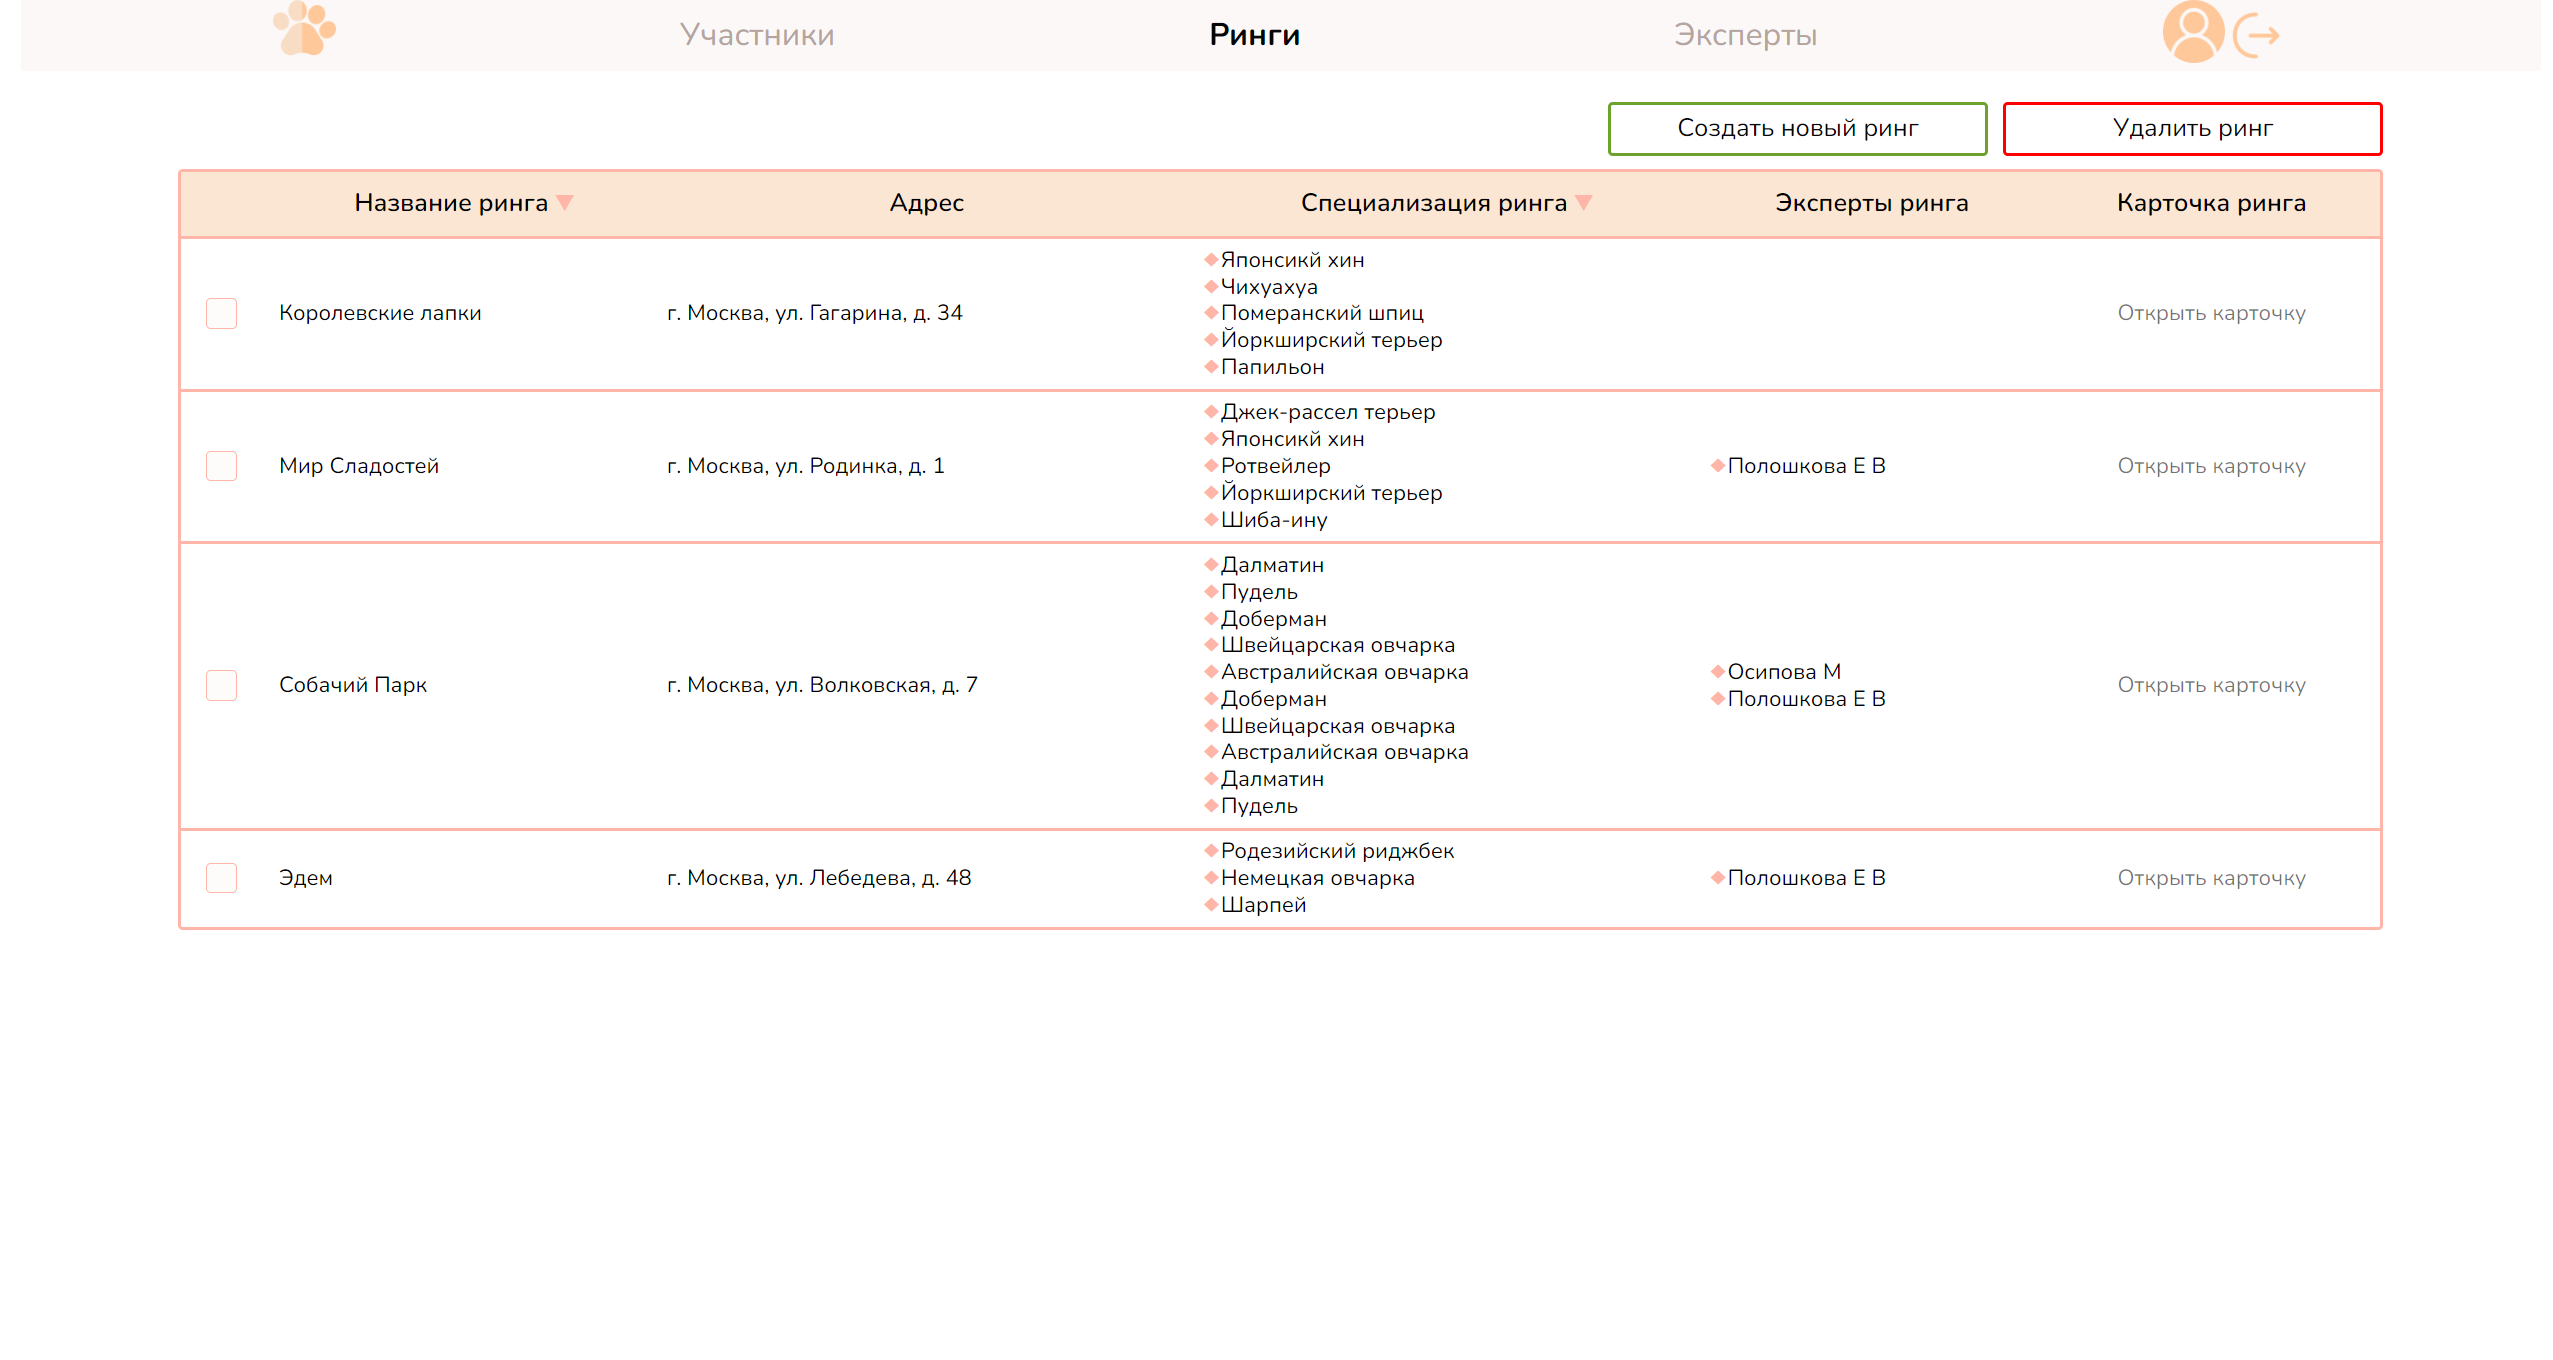 Участники Ринги Эксперты
Создать новый ринг Удалить ринг
Название ринга Адрес Специализация ринга Эксперты ринга Карточка ринга
Японсикй хин
Чихуахуа
Королевские лапки г. Москва, ул. Гагарина, д. 34 Померанский шпиц Открыть карточку
Йоркширский терьер
Папильон
Джек-рассел терьер
Японсикй хин
Мир Сладостей г. Москва, ул. Родинка, д. 1 Ротвейлер Полошкова Е В Открыть карточку
Йоркширский терьер
Шиба-ину
Далматин
Пудель
Доберман
Швейцарская овчарка
Австралийская овчарка Осипова М
Собачий Парк г. Москва, ул. Волковская, д. 7 Открыть карточку
Доберман Полошкова Е В
Швейцарская овчарка
Австралийская овчарка
Далматин
Пудель
Родезийский риджбек
Эдем г. Москва, ул. Лебедева, д. 48 Немецкая овчарка Полошкова Е В Открыть карточку
Шарпей